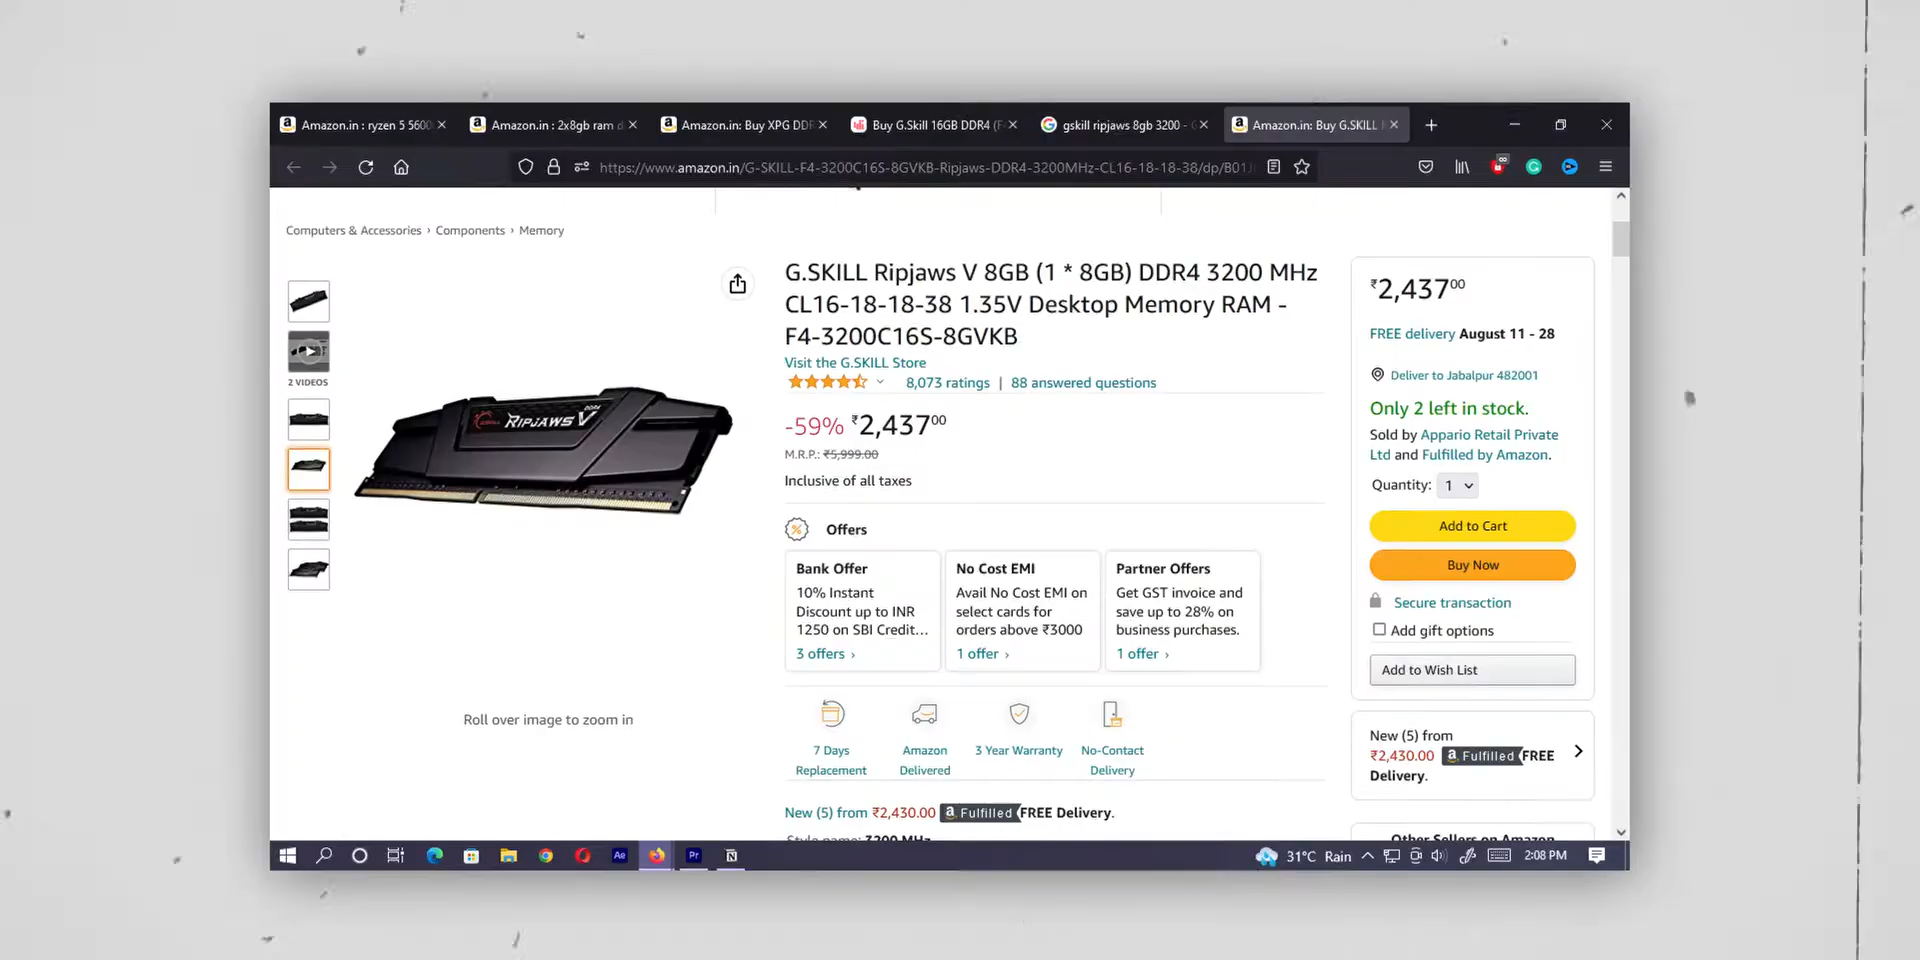 Amazon.in : ryzen 5 5600
Amazon.in : 2x8gb ram d
Amazon.in: Buy XPG DDR
Buy G.Skill 16GB DDR4 (F
gskill ripjaws 8gb 3200 -
Amazon.in: Buy G.SKILL
https://www.amazon.in/G-SKILL-F4-3200C16S-8GVKB-Ripjaws-DDR4-3200MHz-CL16-18-18-38/dp/B01J
Computers & Accessories › Components › Memory
2 VIDEOS
G.SKILL
RIPJAWS V
DDR4
Roll over image to zoom in
G.SKILL Ripjaws V 8GB (1 * 8GB) DDR4 3200 MHz
CL16-18-18-38 1.35V Desktop Memory RAM -
F4-3200C16S-8GVKB
Visit the G.SKILL Store
8,073 ratings | 88 answered questions
-59% ₹2,437⁰⁰
M.R.P.: ₹5,999.00
Inclusive of all taxes
Offers
Bank Offer
10% Instant
Discount up to INR
1250 on SBI Credit…
3 offers ›
No Cost EMI
Avail No Cost EMI on
select cards for
orders above ₹3000
1 offer ›
Partner Offers
Get GST invoice and
save up to 28% on
business purchases.
1 offer ›
7 Days
Replacement
Amazon
Delivered
3 Year Warranty
No-Contact
Delivery
New (5) from ₹2,430.00 a Fulfilled FREE Delivery.
Style name: 3200 MHz
₹2,437⁰⁰
FREE delivery August 11 - 28
Deliver to Jabalpur 482001
Only 2 left in stock.
Sold by Appario Retail Private
Ltd and Fulfilled by Amazon.
Quantity: 1
Add to Cart
Buy Now
Secure transaction
Add gift options
Add to Wish List
New (5) from
₹2,430.00 a Fulfilled FREE
Delivery.
Other Sellers on Amazon
Ae
Pr
31°C Rain
2:08 PM